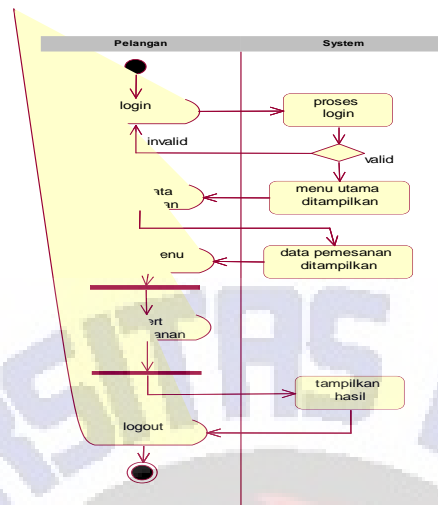 Pelangan
System
login
proses
login
invalid
valid
menu utama
ditampilkan
data pemesanan
ditampilkan
tampilkan
hasil
logout